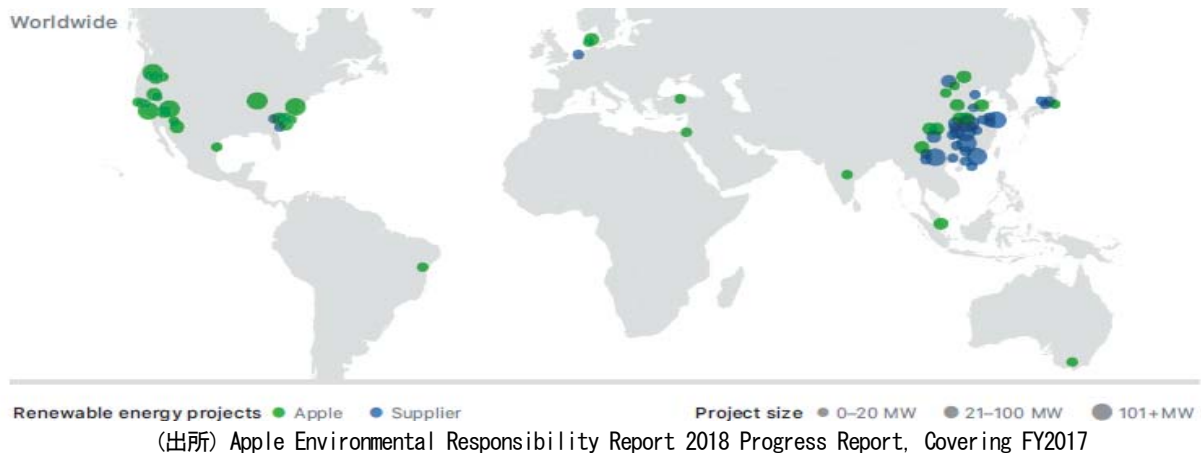 Worldwide
Renewable energy projects Apple Supplier Project size 0–20 MW 21–100 MW 101+MW
(出所) Apple Environmental Responsibility Report 2018 Progress Report, Covering FY2017